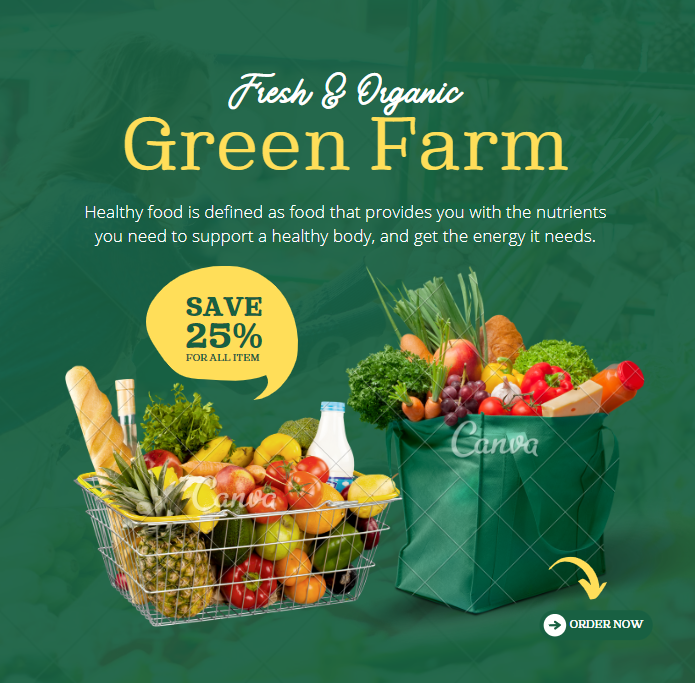 Fresh & Organic
Green Farm
Healthy food is defined as food that provides you with the nutrients
you need to support a healthy body, and get the energy it needs.
SAVE
25%
FOR ALL ITEM
Canva
Canva
ORDER NOW